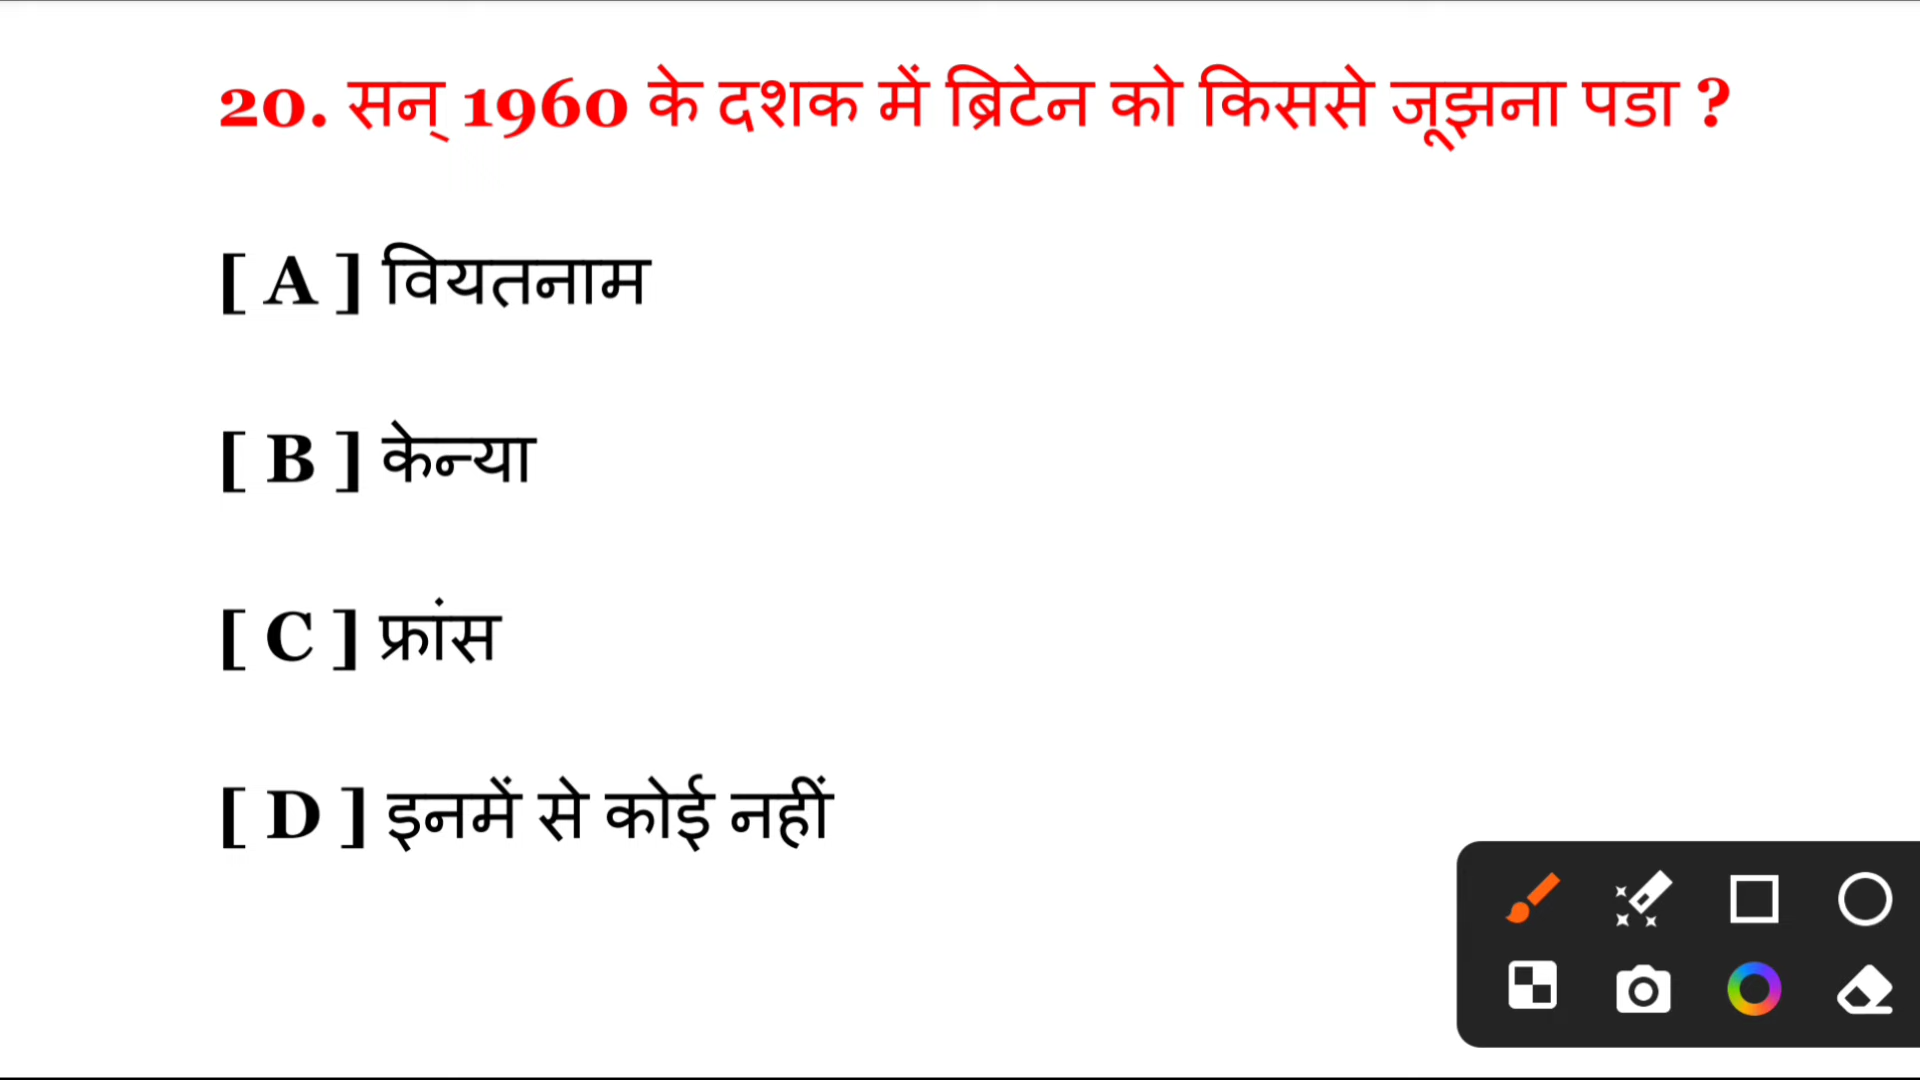 20. सन् 1960 के दशक में ब्रिटेन को किससे जूझना पडा ?
[ A ] वियतनाम
[ B ] केन्या
[ C ] फ्रांस
[ D ] इनमें से कोई नहीं